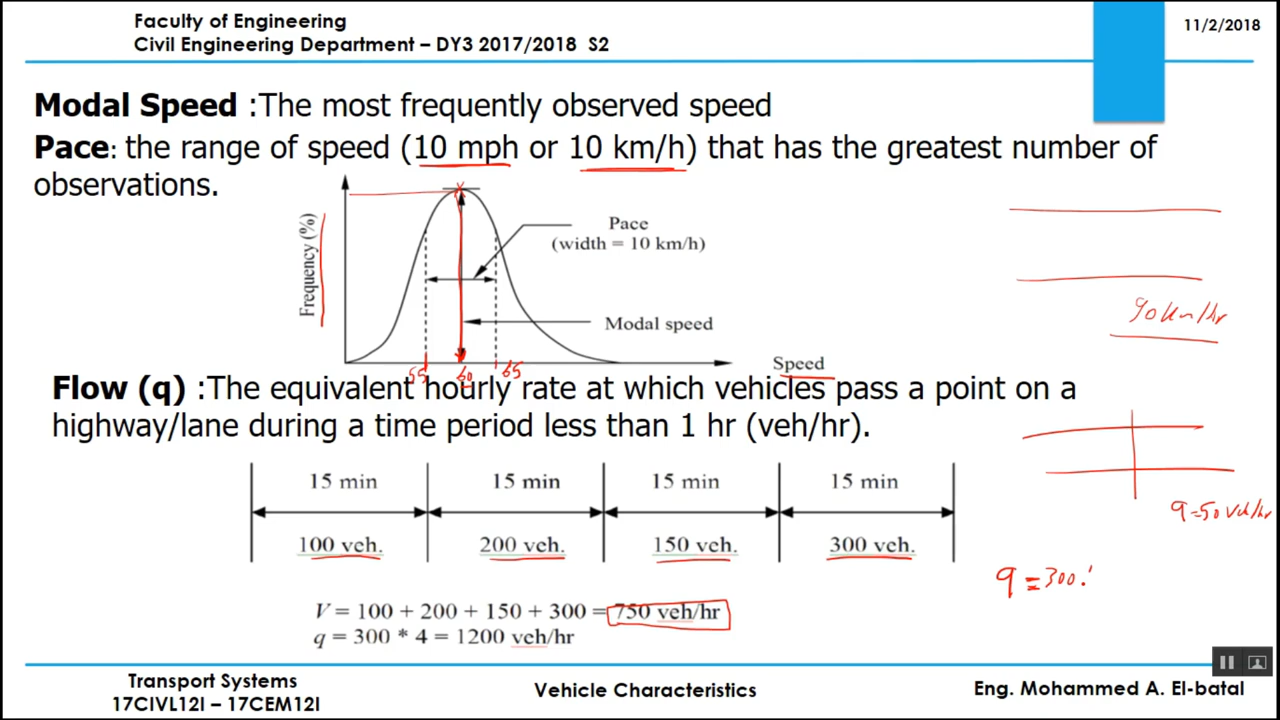 Faculty of Engineering
Civil Engineering Department – DY3 2017/2018 S2
11/2/2018
Modal Speed :The most frequently observed speed
Pace: the range of speed (10 mph or 10 km/h) that has the greatest number of
observations.
Frequency (%)
Pace
(width = 10 km/h)
Modal speed
Speed
55 60 65
90 km/hr
Flow (q) :The equivalent hourly rate at which vehicles pass a point on a
highway/lane during a time period less than 1 hr (veh/hr).
15 min 15 min 15 min 15 min
100 veh. 200 veh. 150 veh. 300 veh.
q=50 veh/hr
q = 300
V = 100 + 200 + 150 + 300 = 750 veh/hr
q = 300 * 4 = 1200 veh/hr
Transport Systems
17CIVL12I – 17CEM12I
Vehicle Characteristics
Eng. Mohammed A. El-batal